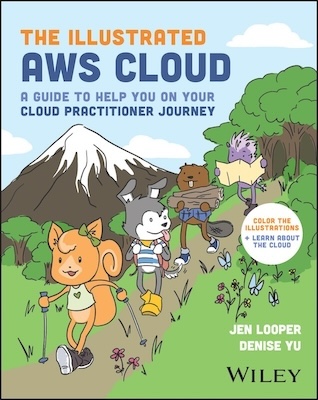 THE ILLUSTRATED
AWS CLOUD
A GUIDE TO HELP YOU ON YOUR
CLOUD PRACTITIONER JOURNEY
COLOR THE
ILLUSTRATIONS
+ LEARN ABOUT
THE CLOUD
JEN LOOPER
DENISE YU
WILEY